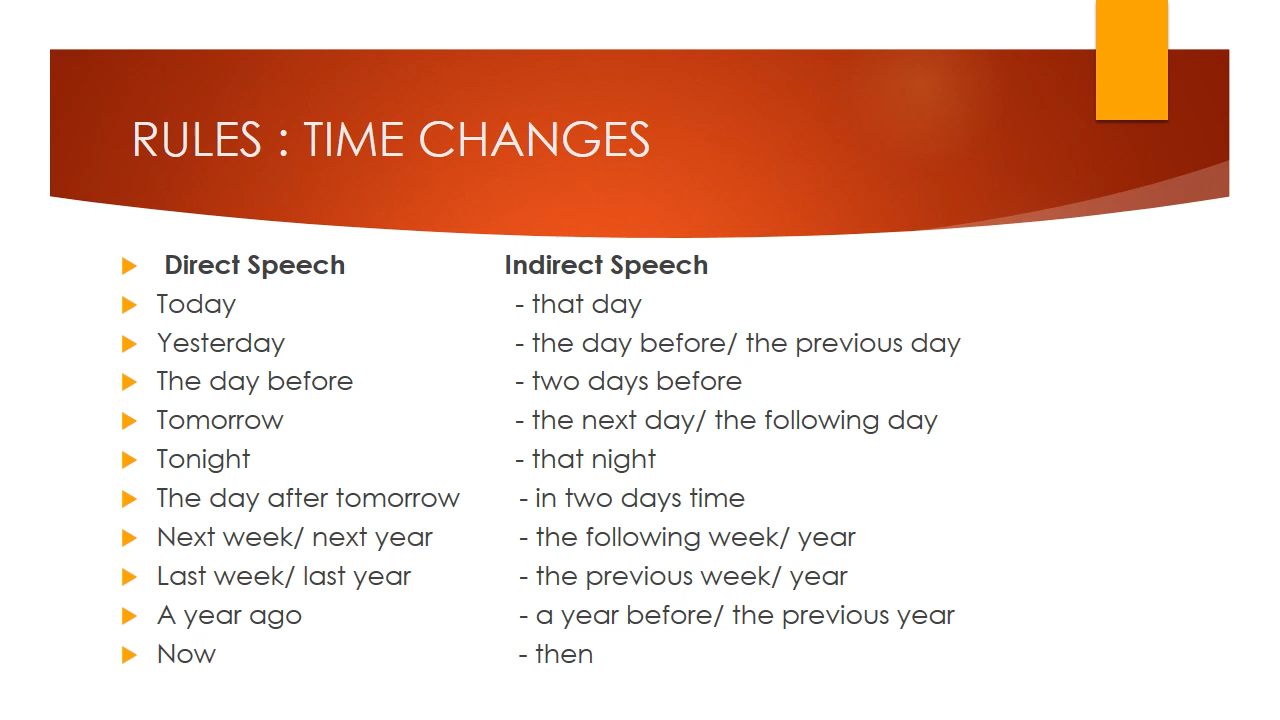 RULES : TIME CHANGES
Direct Speech Indirect Speech
Today - that day
Yesterday - the day before/ the previous day
The day before - two days before
Tomorrow - the next day/ the following day
Tonight - that night
The day after tomorrow - in two days time
Next week/ next year - the following week/ year
Last week/ last year - the previous week/ year
A year ago - a year before/ the previous year
Now - then